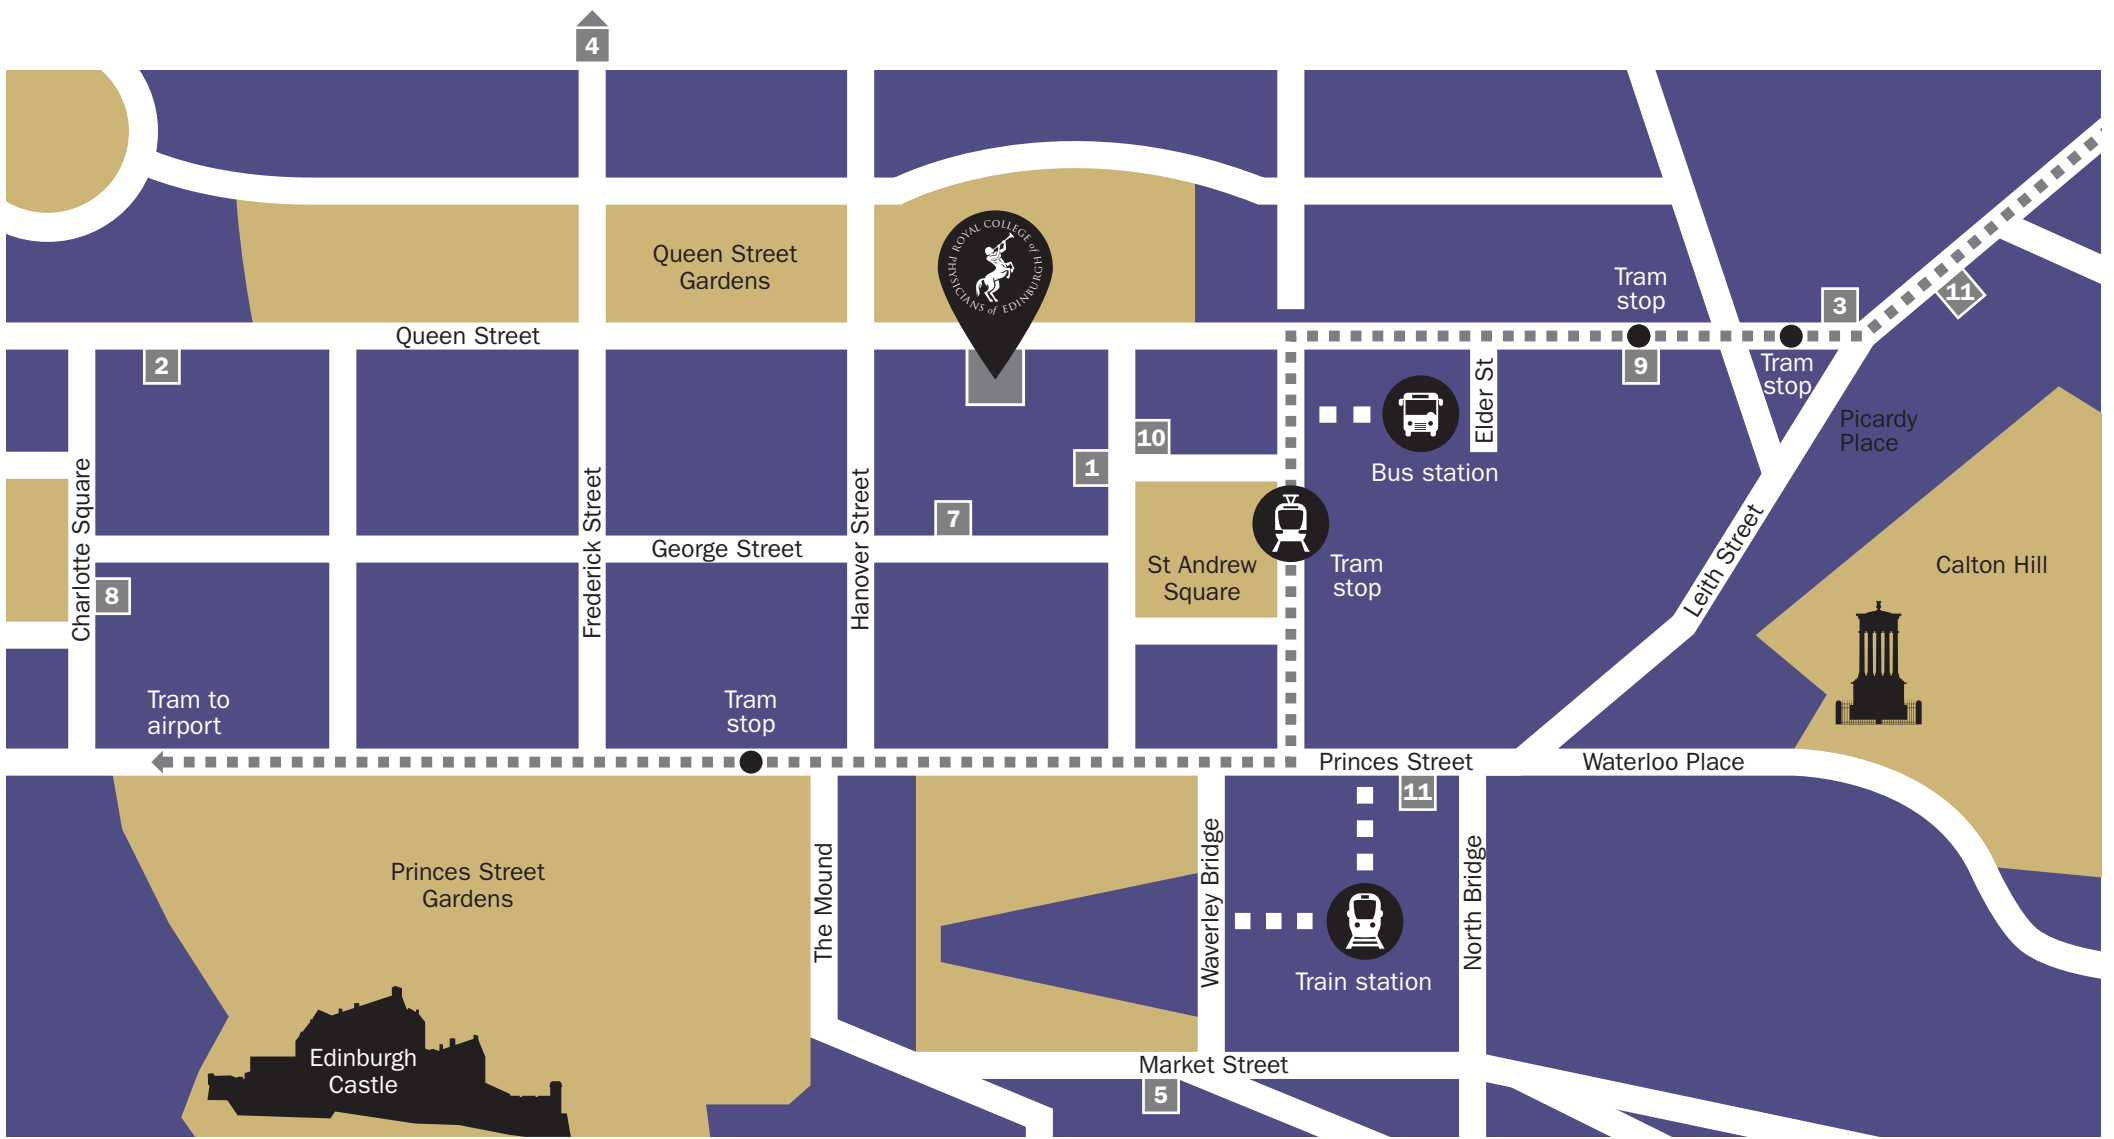 4
ROYAL COLLEGE of
PHYSICIANS of EDINBURGH
Queen Street
Gardens
Tram
stop
3
11
Queen Street
2
9
Tram
stop
Elder St
Picardy
Place
10
1
Bus station
Charlotte Square
Frederick Street
Hanover Street
7
George Street
St Andrew
Square
Tram
stop
Leith Street
Calton Hill
8
Tram to
airport
Tram
stop
Princes Street
Waterloo Place
11
Princes Street
Gardens
The Mound
Waverley Bridge
North Bridge
Train station
Edinburgh
Castle
Market Street
5